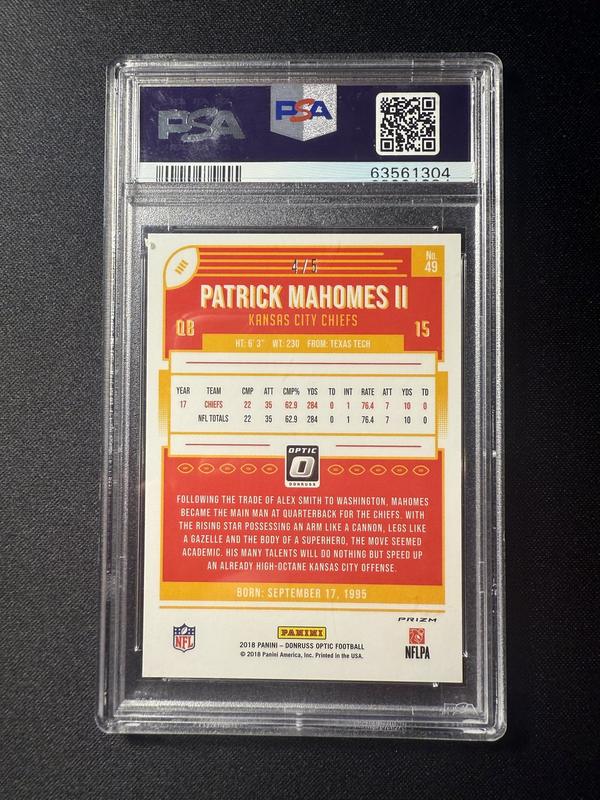 PSA
PSA
63561304
4/5
No.
49
PATRICK MAHOMES II
KANSAS CITY CHIEFS
QB
15
HT: 6' 3" WT: 230 FROM: TEXAS TECH
YEAR TEAM CMP ATT CMP% YDS TD INT RATE ATT YDS TD
17 CHIEFS 22 35 62.9 284 0 1 76.4 7 10 0
NFL TOTALS 22 35 62.9 284 0 1 76.4 7 10 0
OPTIC
O
DONRUSS
FOLLOWING THE TRADE OF ALEX SMITH TO WASHINGTON, MAHOMES
BECAME THE MAIN MAN AT QUARTERBACK FOR THE CHIEFS. WITH
THE RISING STAR POSSESSING AN ARM LIKE A CANNON, LEGS LIKE
A GAZELLE AND THE BODY OF A SUPERHERO, THE MOVE SEEMED
ACADEMIC. HIS MANY TALENTS WILL DO NOTHING BUT SPEED UP
AN ALREADY HIGH-OCTANE KANSAS CITY OFFENSE.
BORN: SEPTEMBER 17, 1995
PRIZM
NFL
PANINI
2018 PANINI – DONRUSS OPTIC FOOTBALL
© 2018 Panini America, Inc. Printed in the USA.
NFLPA
PSA